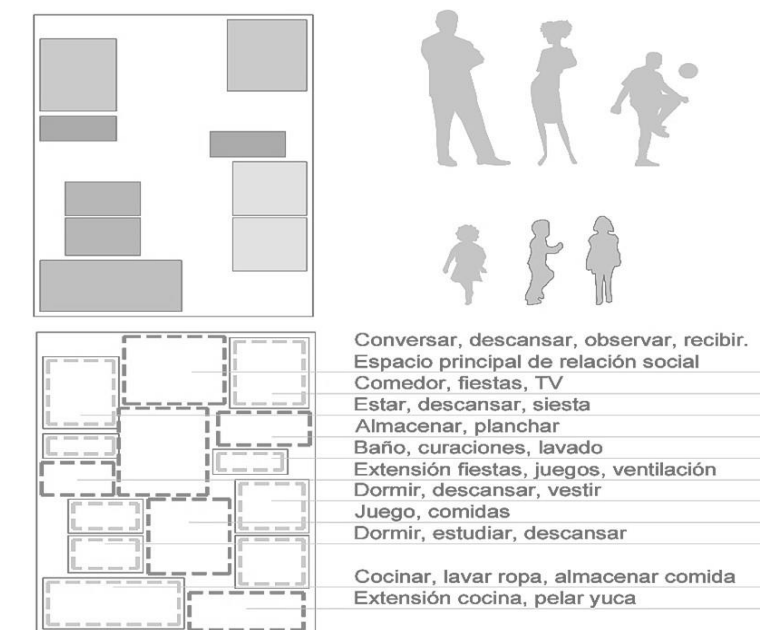 Conversar, descansar, observar, recibir.
Espacio principal de relación social
Comedor, fiestas, TV
Estar, descansar, siesta
Almacenar, planchar
Baño, curaciones, lavado
Extensión fiestas, juegos, ventilación
Dormir, descansar, vestir
Juego, comidas
Dormir, estudiar, descansar
Cocinar, lavar ropa, almacenar comida
Extensión cocina, pelar yuca